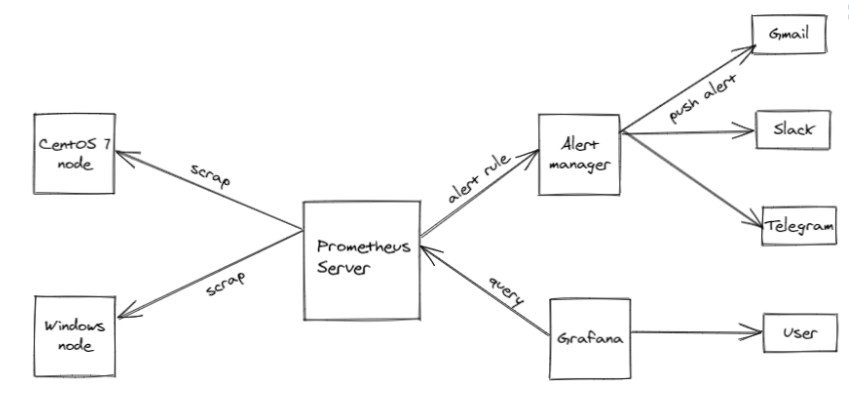 Gmail
push alert
Slack
Telegram
CentOS 7
node
scrap
alert rule
Alert
manager
Prometheus
Server
scrap
query
Windows
node
Grafana
User